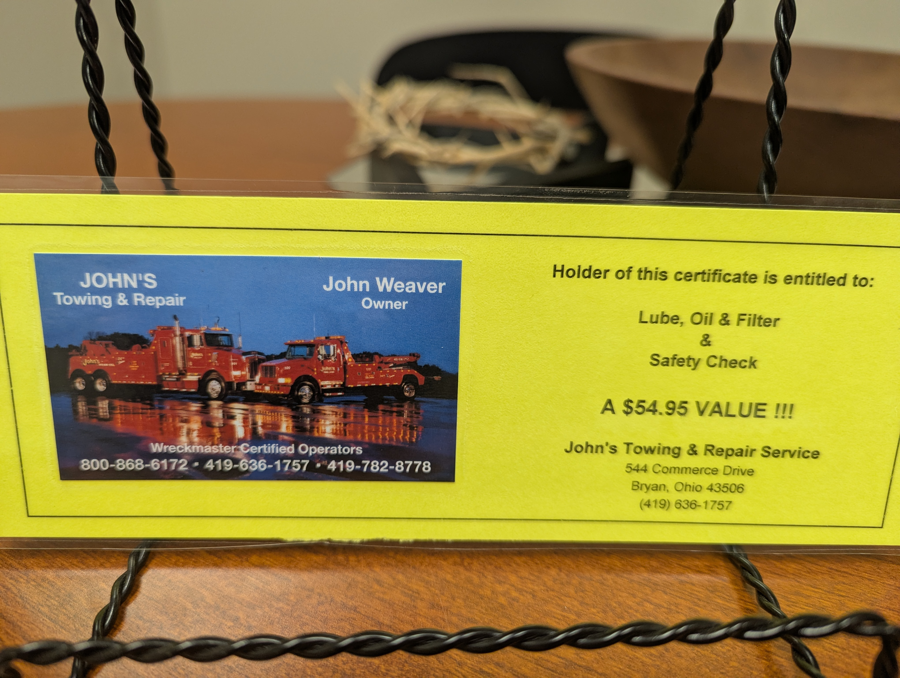 JOHN'S
Towing & Repair
John Weaver
Owner
Wreckmaster Certified Operators
800-868-6172 • 419-636-1757 • 419-782-8778
Holder of this certificate is entitled to:
Lube, Oil & Filter
&
Safety Check
A $54.95 VALUE !!!
John's Towing & Repair Service
544 Commerce Drive
Bryan, Ohio 43506
(419) 636-1757